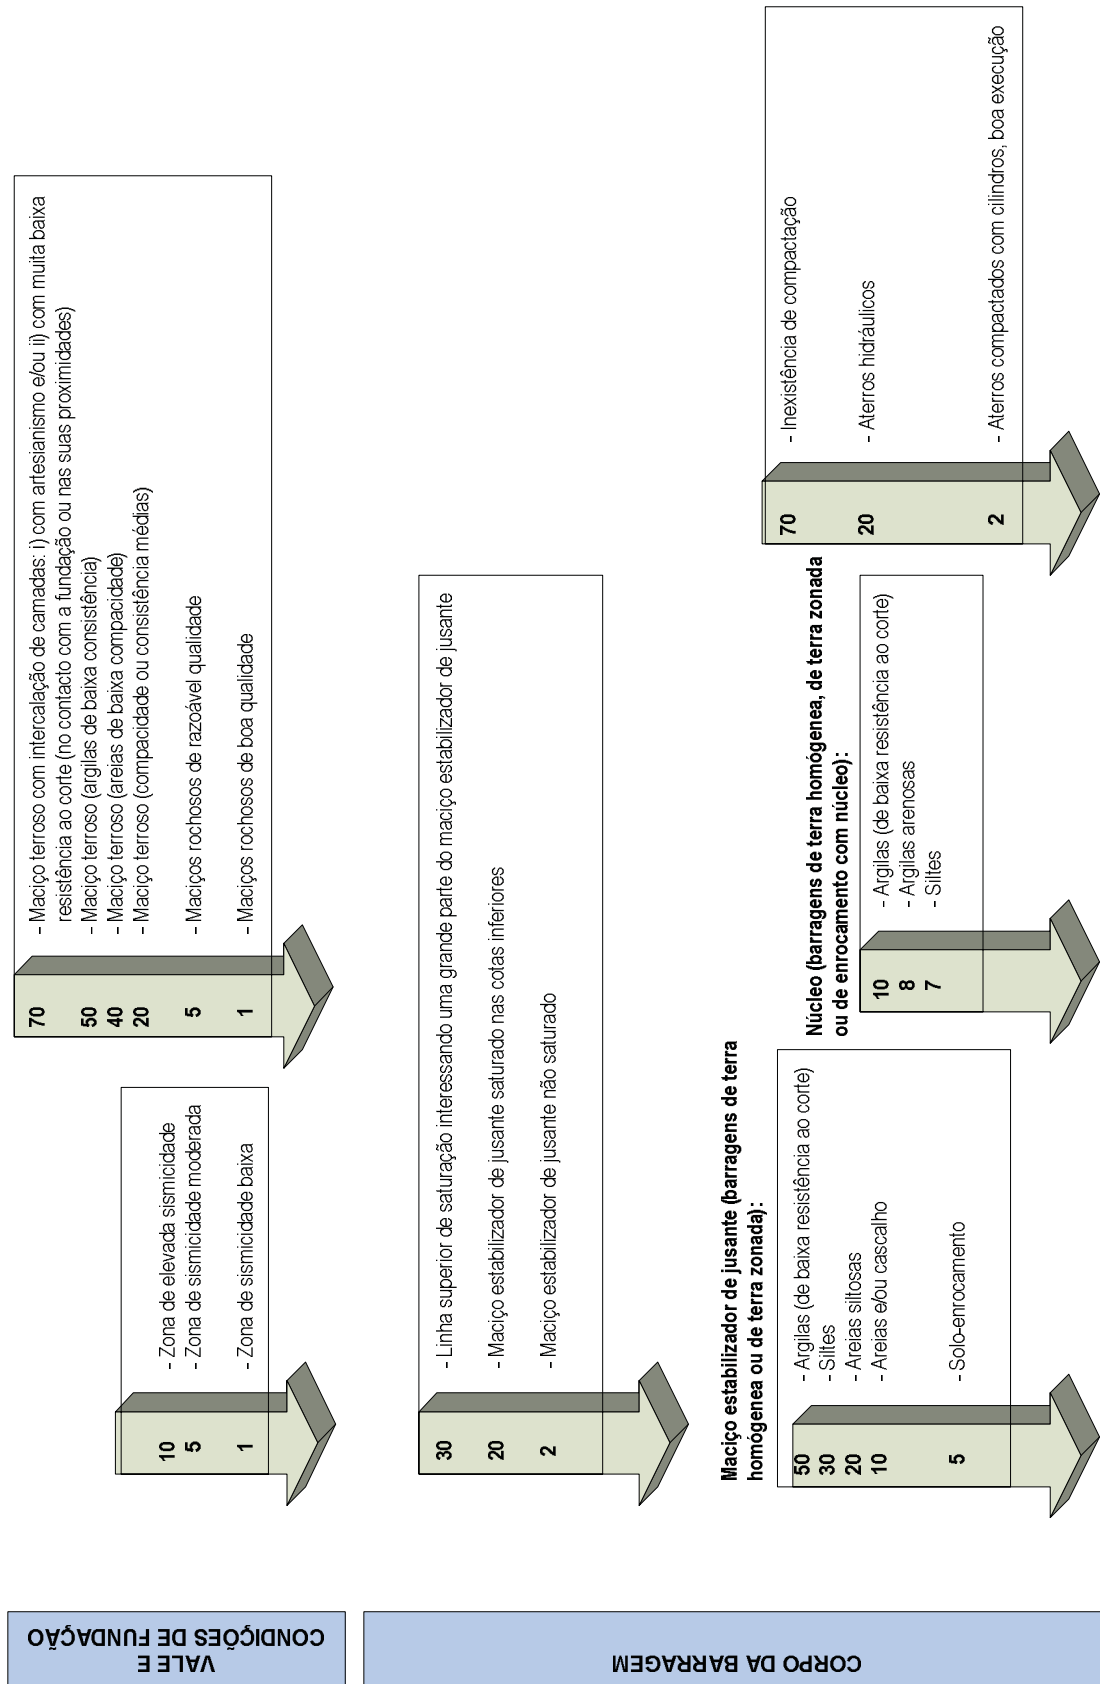 VALE E
CONDIÇÕES DE FUNDAÇÃO
10
5
1
- Zona de elevada sismicidade
- Zona de sismicidade moderada
- Zona de sismicidade baixa
70
50
40
20
5
1
- Maciço terroso com intercalação de camadas: i) com artesianismo e/ou ii) com muita baixa
resistência ao corte (no contacto com a fundação ou nas suas proximidades)
- Maciço terroso (argilas de baixa consistência)
- Maciço terroso (areias de baixa compacidade)
- Maciço terroso (compacidade ou consistência médias)
- Maciços rochosos de razoável qualidade
- Maciços rochosos de boa qualidade
CORPO DA BARRAGEM
30
20
2
- Linha superior de saturação interessando uma grande parte do maciço estabilizador de jusante
- Maciço estabilizador de jusante saturado nas cotas inferiores
- Maciço estabilizador de jusante não saturado
Maciço estabilizador de jusante (barragens de terra
homógenea ou de terra zonada):
50
30
20
10
5
- Argilas (de baixa resistência ao corte)
- Siltes
- Areias siltosas
- Areias e/ou cascalho
- Solo-enrocamento
Núcleo (barragens de terra homógenea, de terra zonada
ou de enrocamento com núcleo):
10
8
7
- Argilas (de baixa resistência ao corte)
- Argilas arenosas
- Siltes
70
20
2
- Inexistência de compactação
- Aterros hidráulicos
- Aterros compactados com cilindros, boa execução